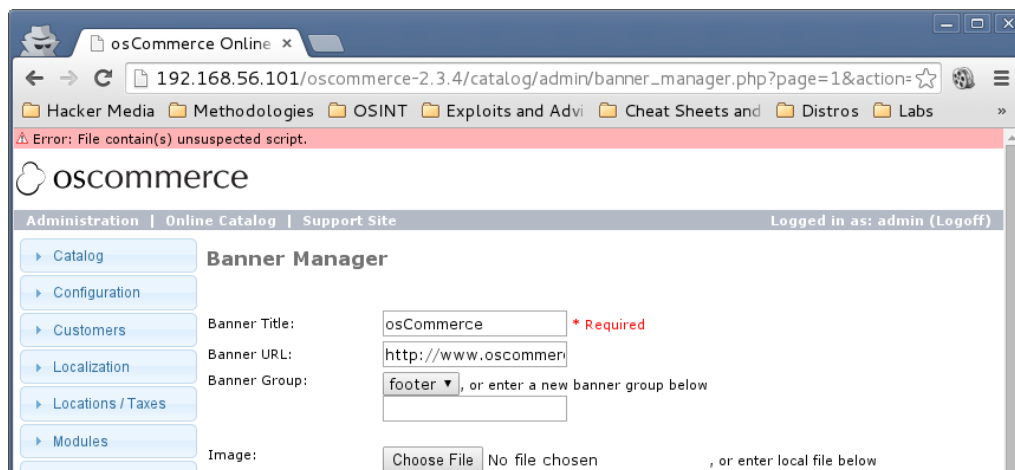 osCommerce Online
192.168.56.101/oscommerce-2.3.4/catalog/admin/banner_manager.php?page=1&action=
Hacker Media Methodologies OSINT Exploits and Advi Cheat Sheets and Distros Labs »
Error: File contain(s) unsuspected script.
oscommerce
Administration | Online Catalog | Support Site Logged in as: admin (Logoff)
Catalog
Configuration
Customers
Localization
Locations / Taxes
Modules
Banner Manager
Banner Title: osCommerce * Required
Banner URL: http://www.oscommer
Banner Group: footer , or enter a new banner group below
Image: Choose File No file chosen , or enter local file below